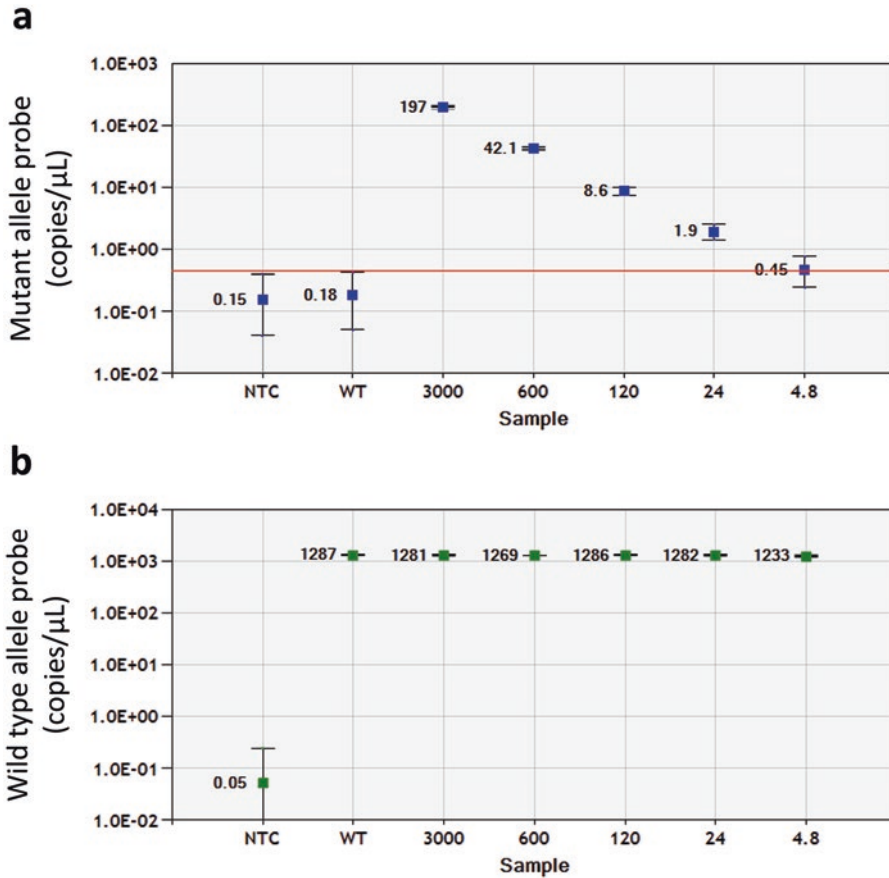 a
Mutant allele probe
(copies/µL)
1.0E+03
1.0E+02
1.0E+01
1.0E+00
1.0E-01
1.0E-02
0.15
0.18
197
42.1
8.6
1.9
0.45
NTC WT 3000 600 120 24 4.8
Sample
b
Wild type allele probe
(copies/µL)
1.0E+04
1.0E+03
1.0E+02
1.0E+01
1.0E+00
1.0E-01
1.0E-02
0.05
1287 1281 1269 1286 1282 1233
NTC WT 3000 600 120 24 4.8
Sample